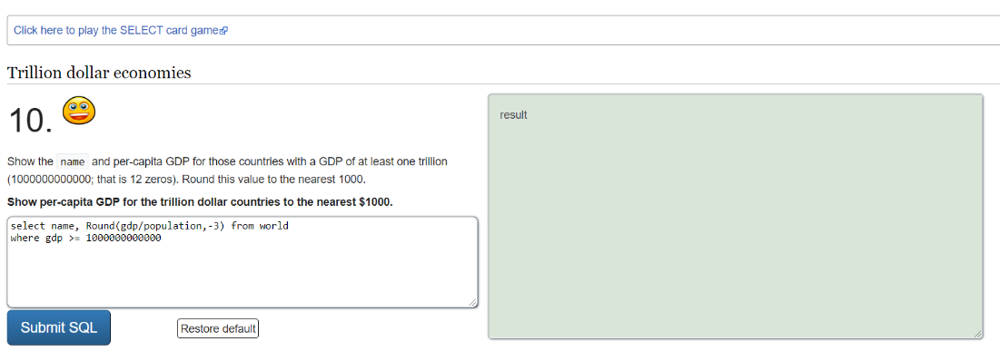 Click here to play the SELECT card game
Trillion dollar economies
10.
Show the name and per-capita GDP for those countries with a GDP of at least one trillion
(1000000000000; that is 12 zeros). Round this value to the nearest 1000.
Show per-capita GDP for the trillion dollar countries to the nearest $1000.
select name, Round(gdp/population,-3) from world
where gdp >= 1000000000000
Submit SQL
Restore default
result